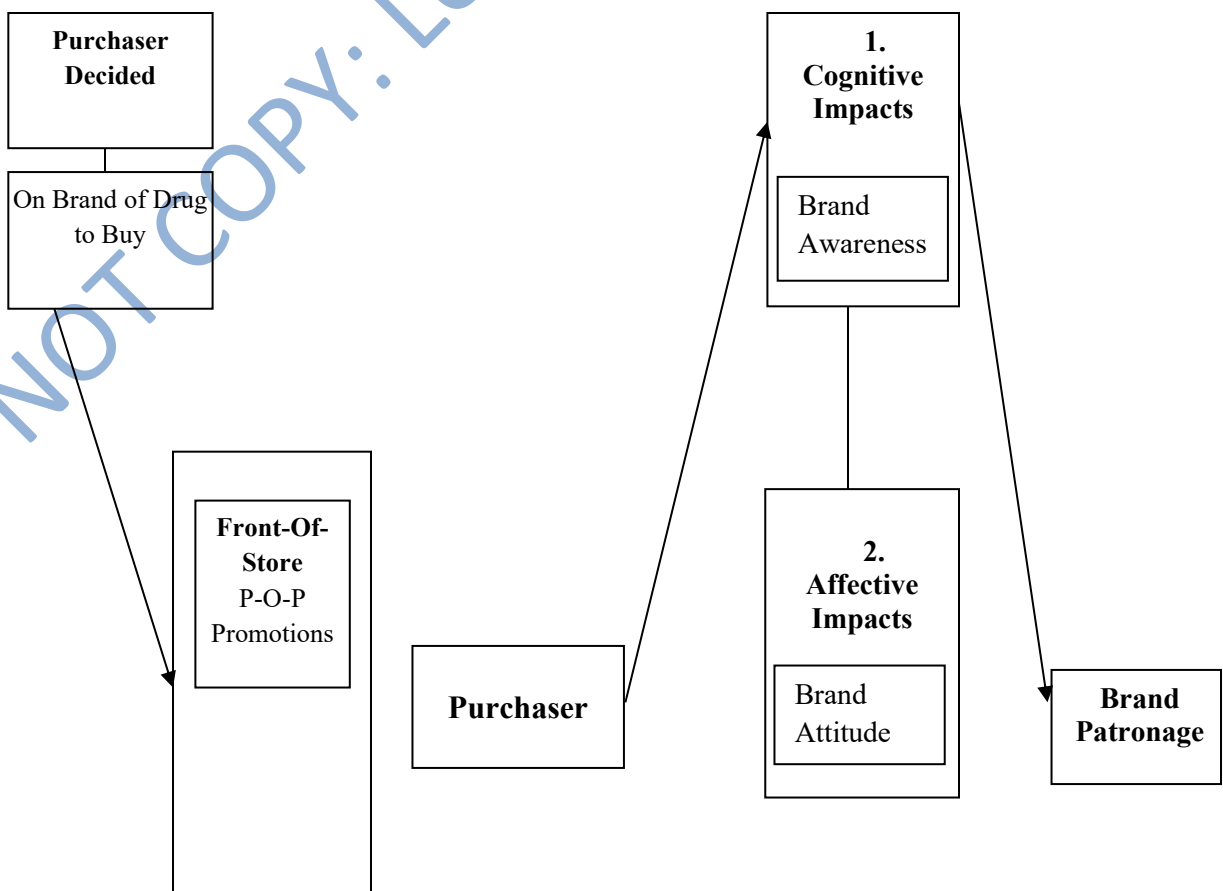 Purchaser
Decided
On Brand of Drug
to Buy
Front-Of-
Store
P-O-P
Promotions
Purchaser
1.
Cognitive
Impacts
Brand
Awareness
2.
Affective
Impacts
Brand
Attitude
Brand
Patronage
NOT COPY: